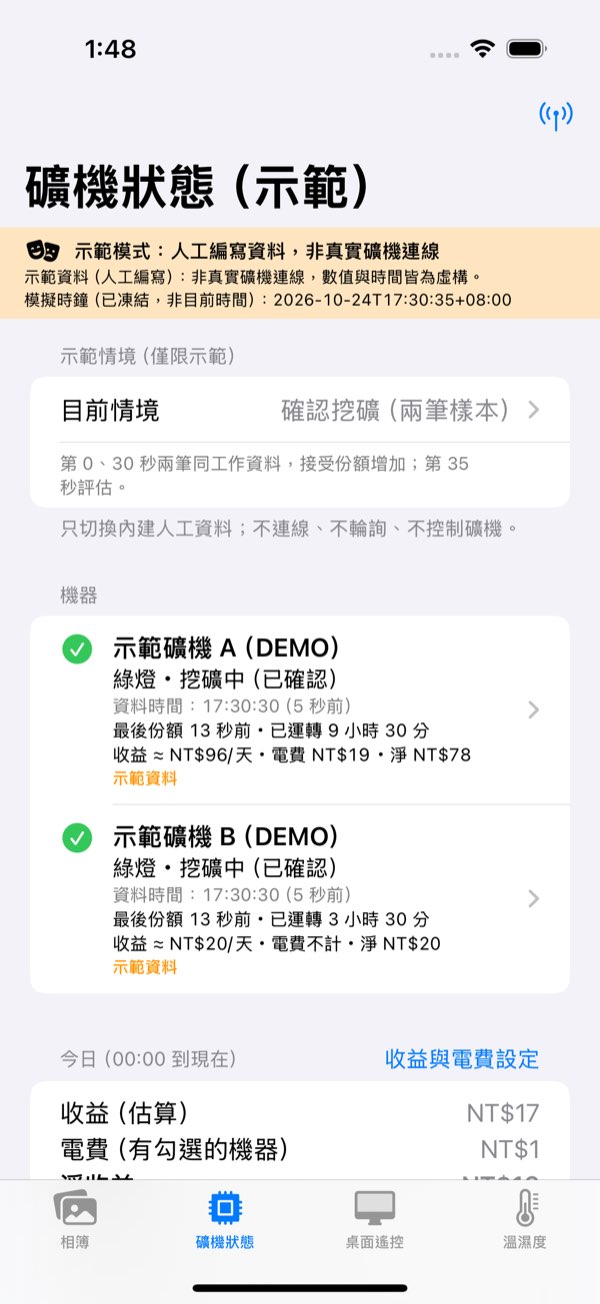 1:48
礦機狀態（示範）
示範模式：人工編寫資料，非真實礦機連線
示範資料（人工編寫）：非真實礦機連線，數值與時間皆為虛構。
模擬時鐘（已凍結，非目前時間）：2026-10-24T17:30:35+08:00
示範情境（僅限示範）
目前情境 確認挖礦（兩筆樣本）
第 0、30 秒兩筆同工作資料，接受份額增加；第 35
秒評估。
只切換內建人工資料；不連線、不輪詢、不控制礦機。
機器
示範礦機 A（DEMO）
綠燈・挖礦中（已確認）
資料時間：17:30:30（5 秒前）
最後份額 13 秒前・已運轉 9 小時 30 分
收益 ≈ NT$96/天・電費 NT$19・淨 NT$78
示範資料
示範礦機 B（DEMO）
綠燈・挖礦中（已確認）
資料時間：17:30:30（5 秒前）
最後份額 13 秒前・已運轉 3 小時 30 分
收益 ≈ NT$20/天・電費不計・淨 NT$20
示範資料
今日（00:00 到現在） 收益與電費設定
收益（估算） NT$17
電費（有勾選的機器） NT$1
相簿 礦機狀態 桌面遙控 溫濕度